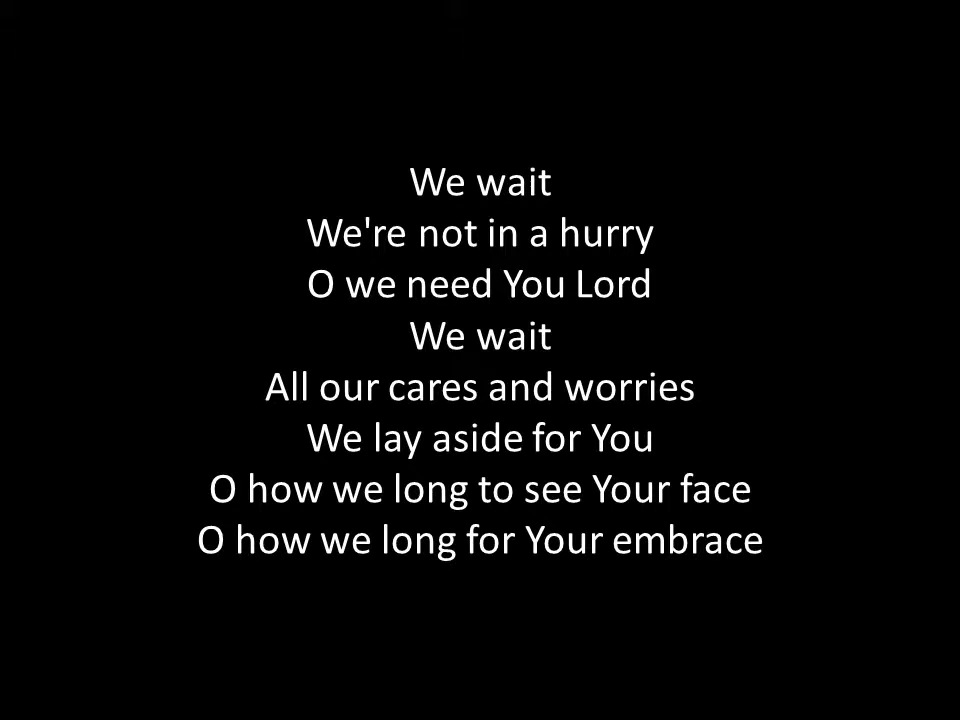 We wait
We're not in a hurry
O we need You Lord
We wait
All our cares and worries
We lay aside for You
O how we long to see Your face
O how we long for Your embrace